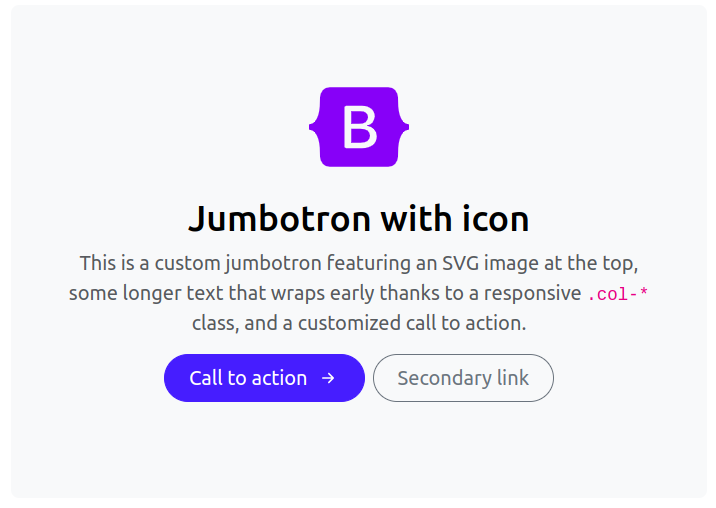 B
Jumbotron with icon
This is a custom jumbotron featuring an SVG image at the top,
some longer text that wraps early thanks to a responsive .col-*
class, and a customized call to action.
Call to action →
Secondary link